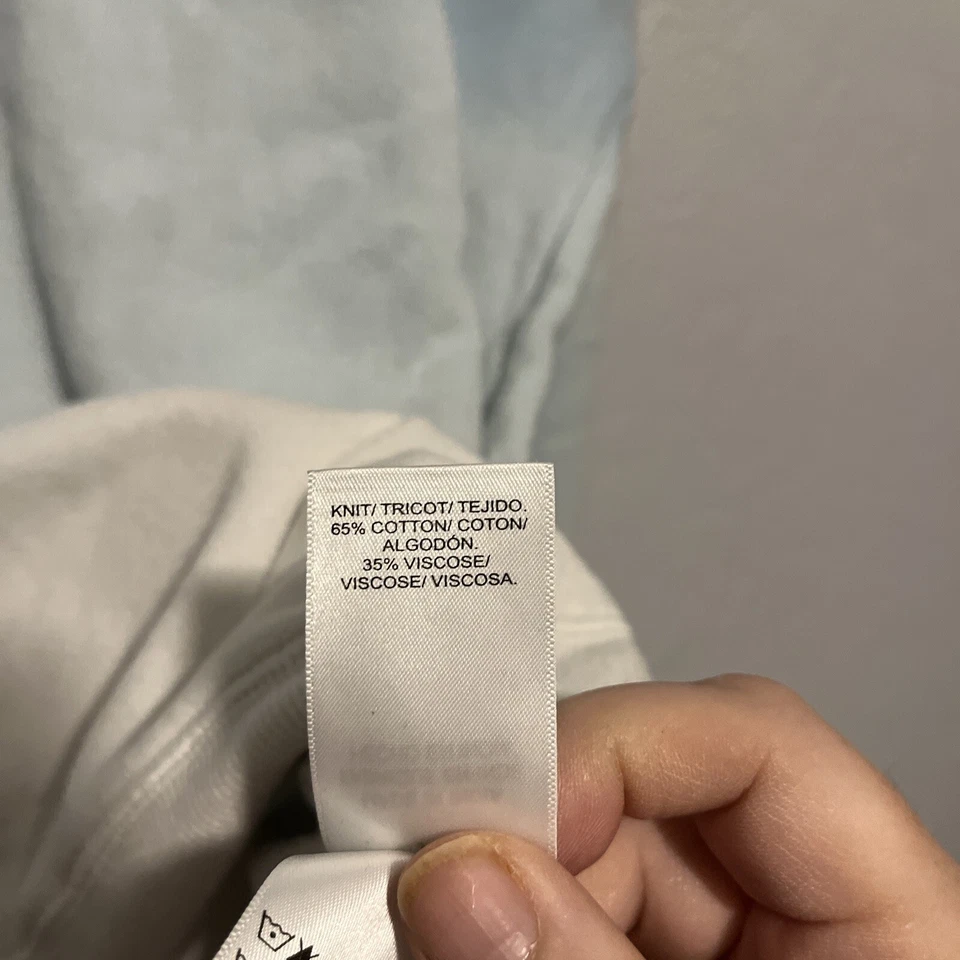 KNIT/ TRICOT/ TEJIDO.
65% COTTON/ COTON/
ALGODÓN.
35% VISCOSE/
VISCOSE/ VISCOSA.